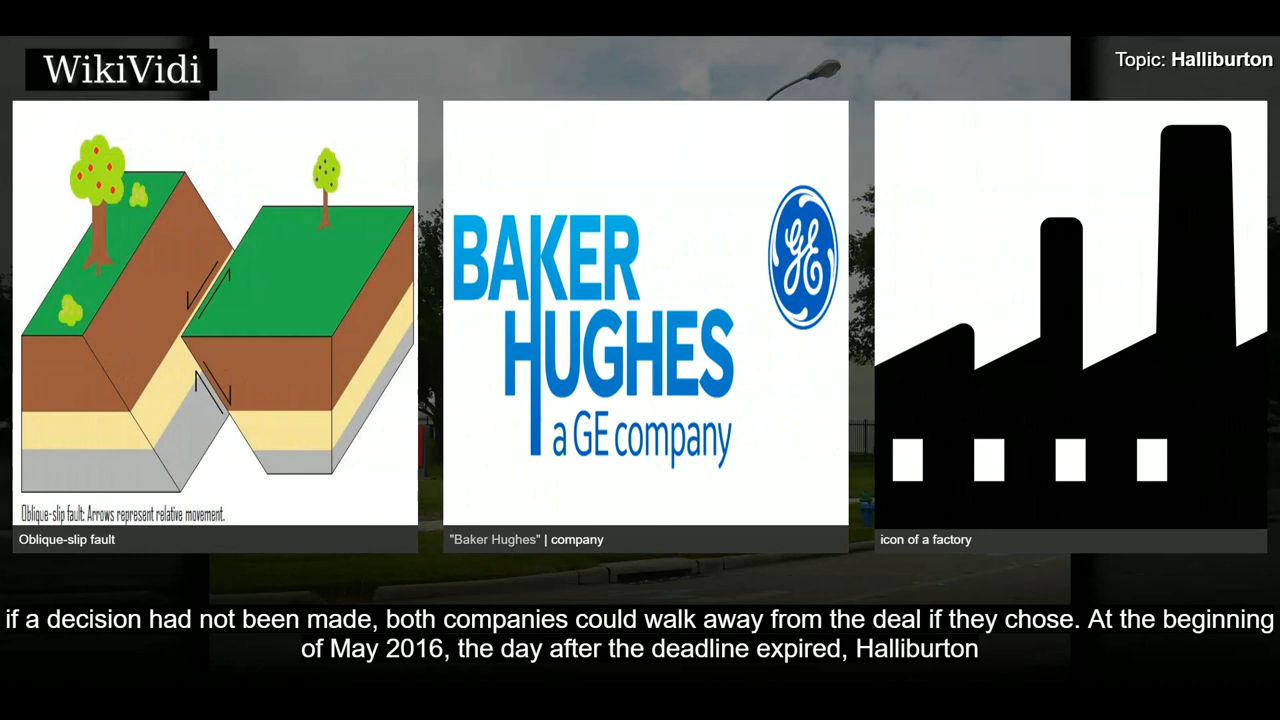 WikiVidi
Topic: Halliburton
Oblique-slip fault: Arrows represent relative movement.
Oblique-slip fault
BAKER
HUGHES
a GE company
GE
"Baker Hughes" | company
icon of a factory
if a decision had not been made, both companies could walk away from the deal if they chose. At the beginning
of May 2016, the day after the deadline expired, Halliburton